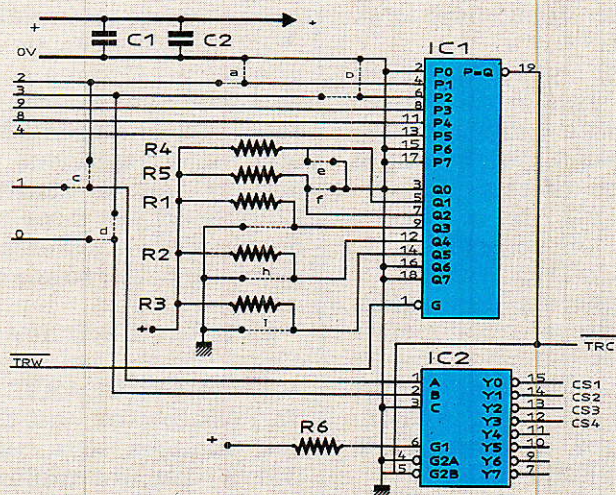 + C1 C2 +
0V IC1
2 a b 2 P0 P=Q 19
3 4 P1
9 6 P2
8 8 P3
4 11 P4
13 P5
15 P6
17 P7
R4 e 3 Q0
R5 f 5 Q1
R1 7 Q2
1 c 9 Q3
0 d 12 Q4
R2 h 14 Q5
16 Q6
18 Q7
R3 i 1 G
+
TRW TRC
IC2
1 A Y0 15 CS1
2 B Y1 14 CS2
3 C Y2 13 CS3
Y3 12 CS4
Y4 11
+ R6 6 G1 Y5 10
4 G2A Y6 9
5 G2B Y7 7